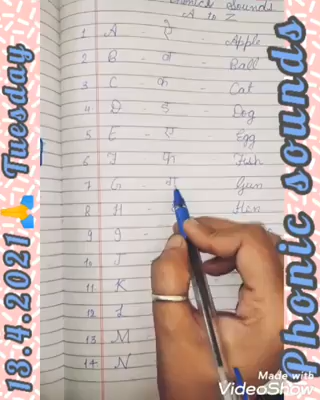 Phonics Sounds
A to Z
1 A - ऐ - Apple
2 B - ब - Ball
3 C - क - Cat
4 D - ड - Dog
5 E - ए - Egg
6 F - फ - Fish
7 G - ग - Gun
8 H - Hen
9 I -
10 J
11 K
12 L
13 M
14 N
13.4.2021 🙏 Tuesday
Phonic sounds
Made with
VideoShow